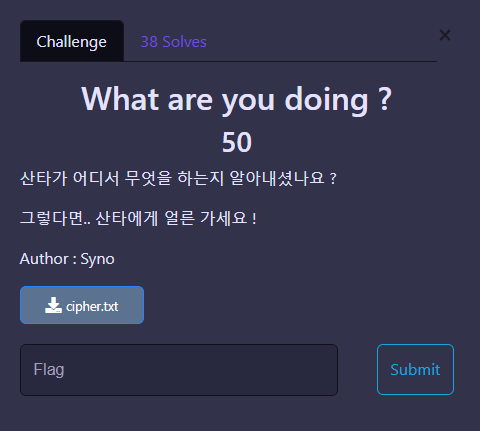 Challenge
38 Solves
×
What are you doing ?
50
산타가 어디서 무엇을 하는지 알아내셨나요 ?
그렇다면.. 산타에게 얼른 가세요 !
Author : Syno
cipher.txt
Flag
Submit